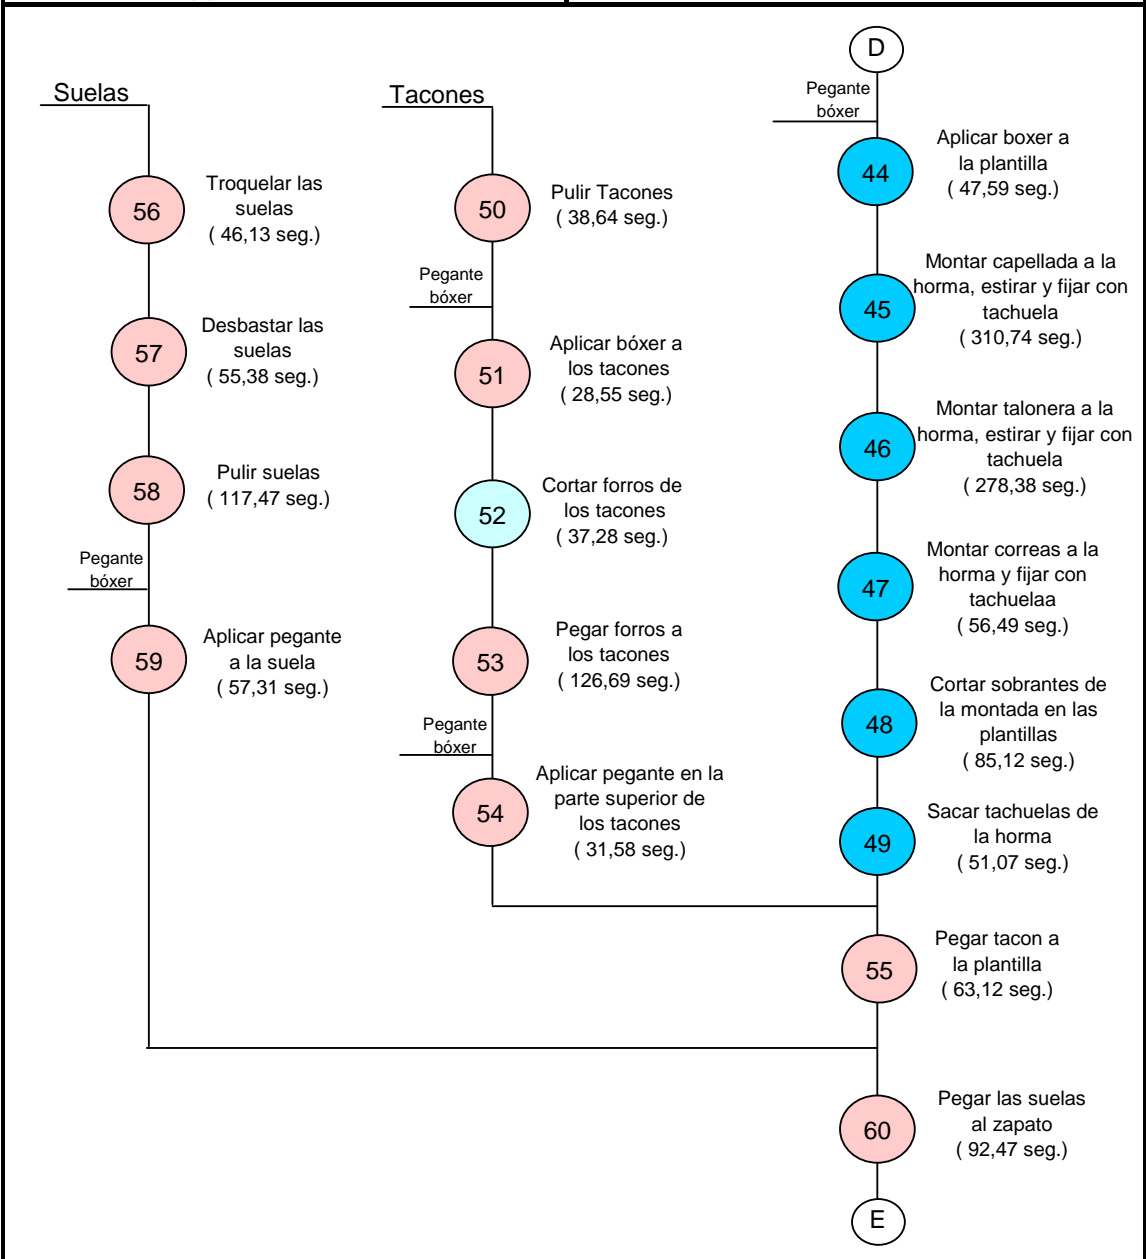 Suelas
56
Troquelar las
suelas
( 46,13 seg.)
57
Desbastar las
suelas
( 55,38 seg.)
58
Pulir suelas
( 117,47 seg.)
Pegante
bóxer
59
Aplicar pegante
a la suela
( 57,31 seg.)
Tacones
50
Pulir Tacones
( 38,64 seg.)
Pegante
bóxer
51
Aplicar bóxer a
los tacones
( 28,55 seg.)
52
Cortar forros de
los tacones
( 37,28 seg.)
53
Pegar forros a
los tacones
( 126,69 seg.)
Pegante
bóxer
54
Aplicar pegante en la
parte superior de
los tacones
( 31,58 seg.)
D
Pegante
bóxer
44
Aplicar boxer a
la plantilla
( 47,59 seg.)
45
Montar capellada a la
horma, estirar y fijar con
tachuela
( 310,74 seg.)
46
Montar talonera a la
horma, estirar y fijar con
tachuela
( 278,38 seg.)
47
Montar correas a la
horma y fijar con
tachuelaa
( 56,49 seg.)
48
Cortar sobrantes de
la montada en las
plantillas
( 85,12 seg.)
49
Sacar tachuelas de
la horma
( 51,07 seg.)
55
Pegar tacon a
la plantilla
( 63,12 seg.)
60
Pegar las suelas
al zapato
( 92,47 seg.)
E